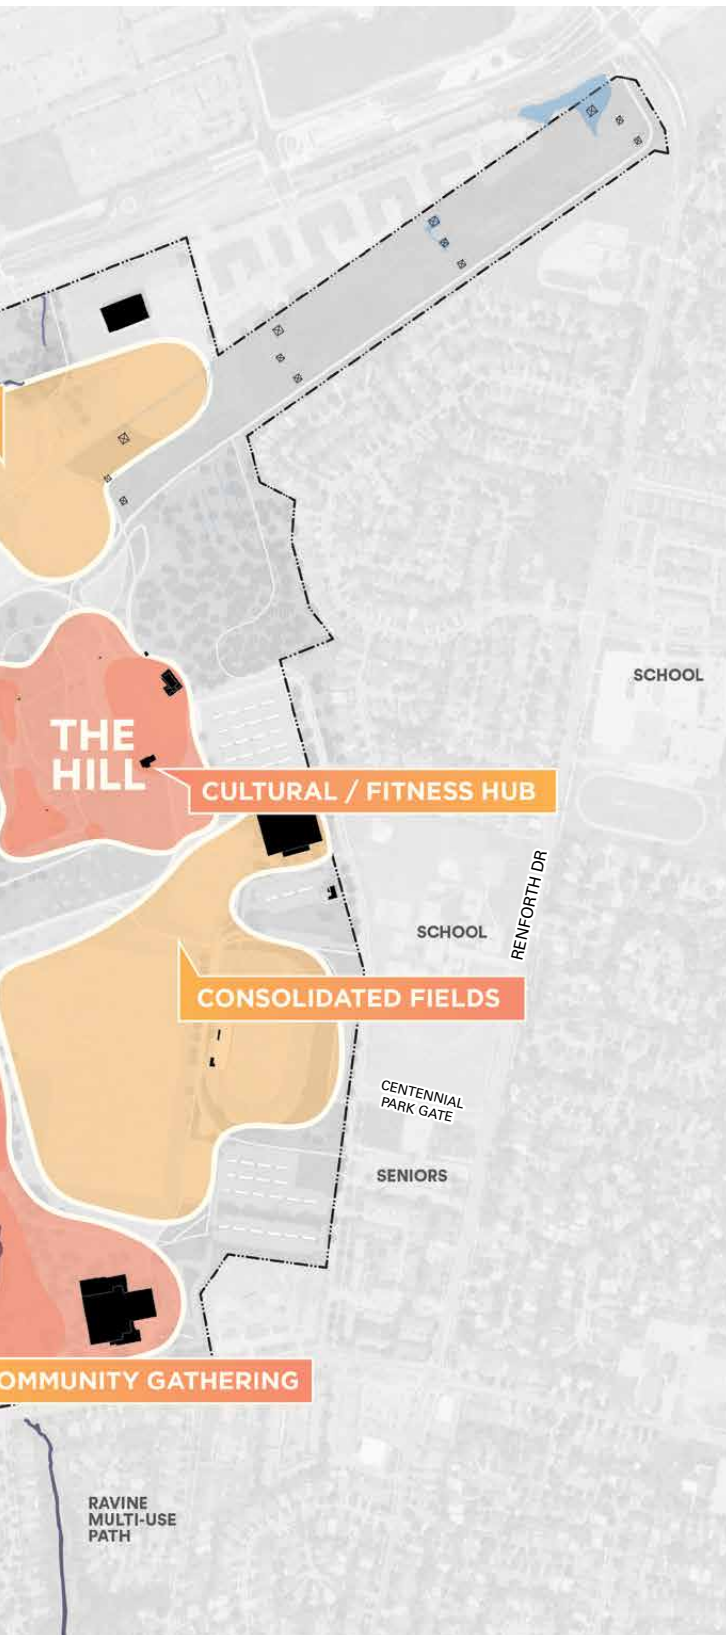 SCHOOL
THE
HILL
CULTURAL / FITNESS HUB
RENFORTH DR
SCHOOL
CONSOLIDATED FIELDS
CENTENNIAL
PARK GATE
SENIORS
OMMUNITY GATHERING
RAVINE
MULTI-USE
PATH